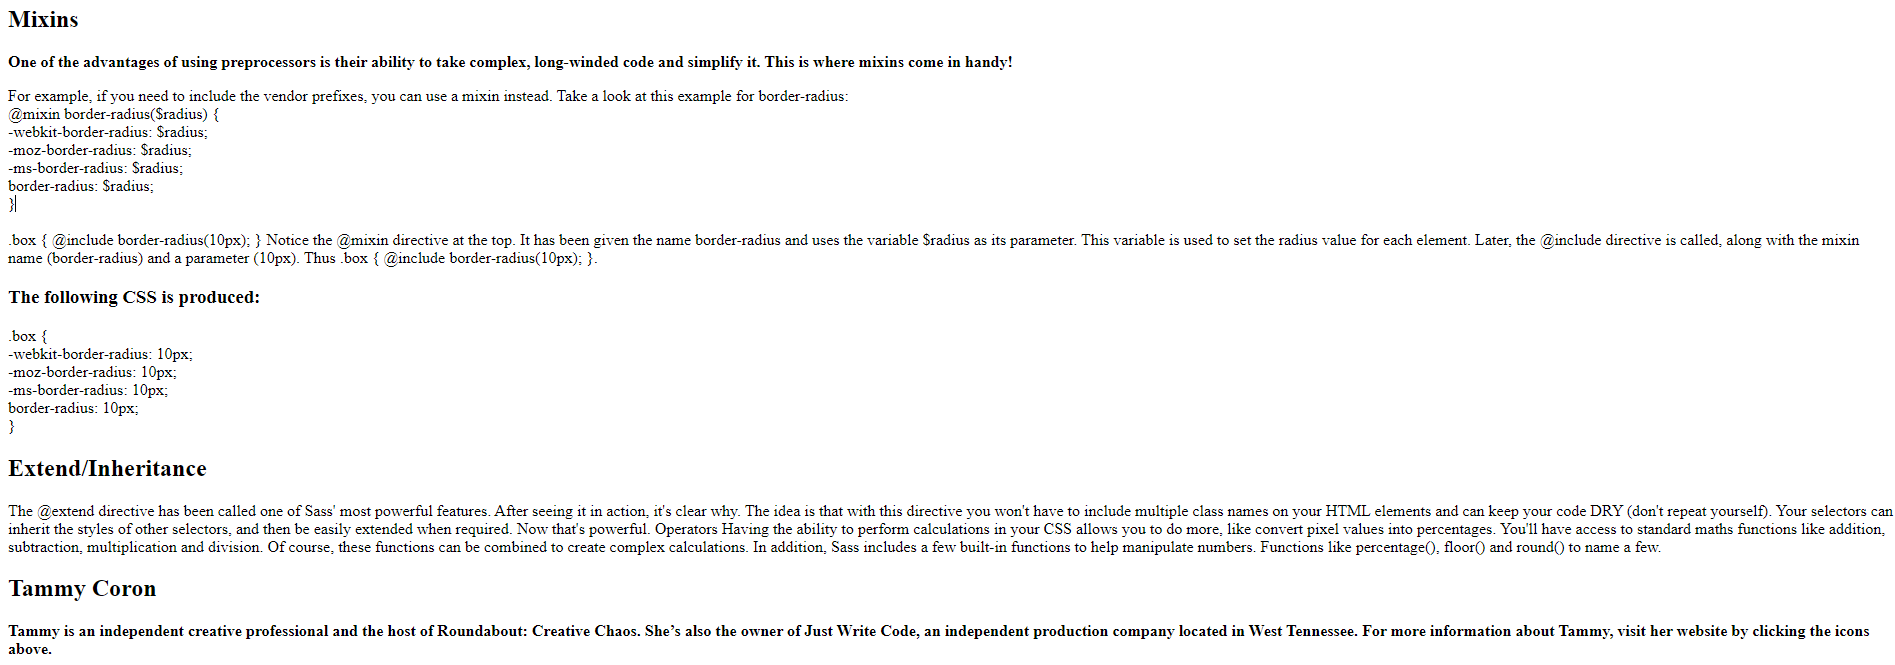 Mixins
One of the advantages of using preprocessors is their ability to take complex, long-winded code and simplify it. This is where mixins come in handy!
For example, if you need to include the vendor prefixes, you can use a mixin instead. Take a look at this example for border-radius:
@mixin border-radius($radius) {
-webkit-border-radius: $radius;
-moz-border-radius: $radius;
-ms-border-radius: $radius;
border-radius: $radius;
}
.box { @include border-radius(10px); } Notice the @mixin directive at the top. It has been given the name border-radius and uses the variable $radius as its parameter. This variable is used to set the radius value for each element. Later, the @include directive is called, along with the mixin
name (border-radius) and a parameter (10px). Thus .box { @include border-radius(10px); }.
The following CSS is produced:
.box {
-webkit-border-radius: 10px;
-moz-border-radius: 10px;
-ms-border-radius: 10px;
border-radius: 10px;
}
Extend/Inheritance
The @extend directive has been called one of Sass' most powerful features. After seeing it in action, it's clear why. The idea is that with this directive you won't have to include multiple class names on your HTML elements and can keep your code DRY (don't repeat yourself). Your selectors can
inherit the styles of other selectors, and then be easily extended when required. Now that's powerful. Operators Having the ability to perform calculations in your CSS allows you to do more, like convert pixel values into percentages. You'll have access to standard maths functions like addition,
subtraction, multiplication and division. Of course, these functions can be combined to create complex calculations. In addition, Sass includes a few built-in functions to help manipulate numbers. Functions like percentage(), floor() and round() to name a few.
Tammy Coron
Tammy is an independent creative professional and the host of Roundabout: Creative Chaos. She’s also the owner of Just Write Code, an independent production company located in West Tennessee. For more information about Tammy, visit her website by clicking the icons
above.